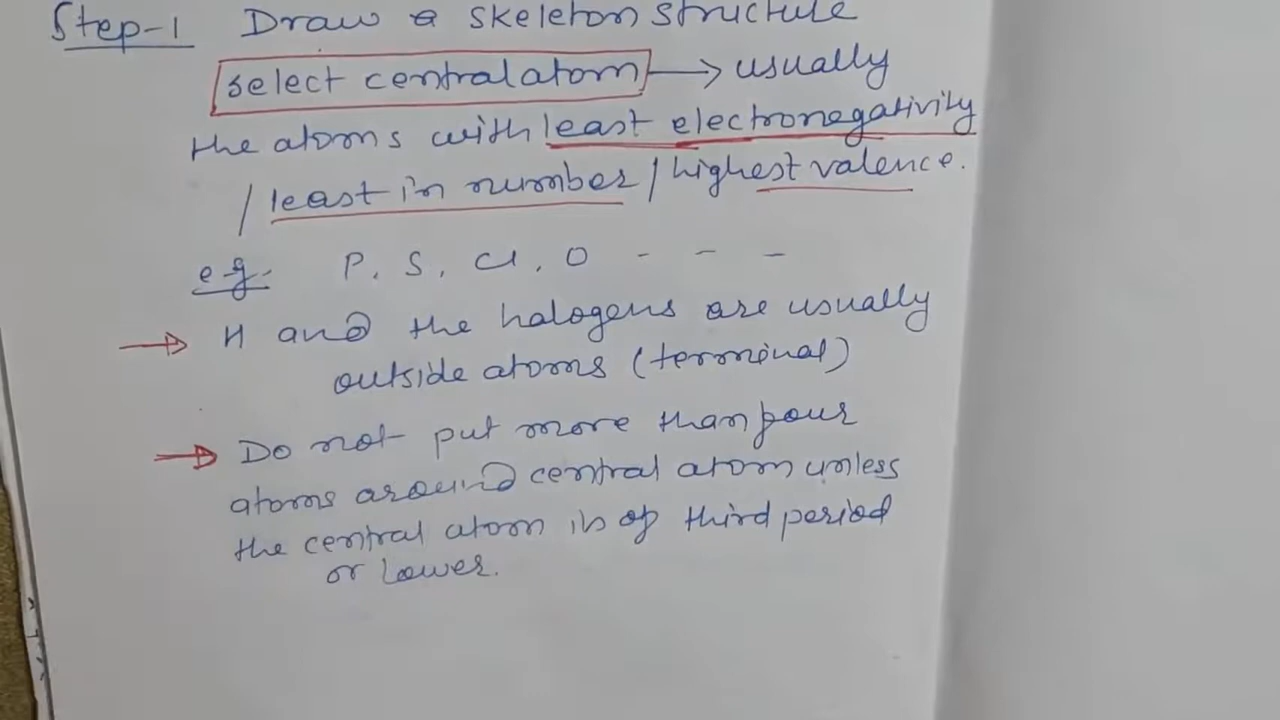 Step-1 Draw a skeleton structure
select central atom → usually
the atoms with least electronegativity
/ least in number / highest valence.
e.g. P, S, Cl, O - - -
→ H and the halogens are usually
outside atoms (terminal)
→ Do not put more than four
atoms around central atom unless
the central atom is of third period
or lower.